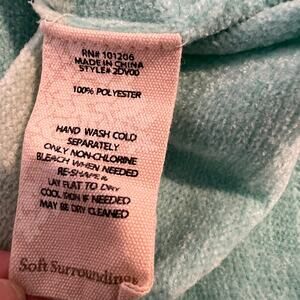 RN# 101206
MADE IN CHINA
STYLE# 2DV00
100% POLYESTER
HAND WASH COLD
SEPARATELY
ONLY NON-CHLORINE
BLEACH WHEN NEEDED
RE-SHAPE &
LAY FLAT TO DRY
COOL IRON IF NEEDED
MAY BE DRY CLEANED
Soft Surroundings